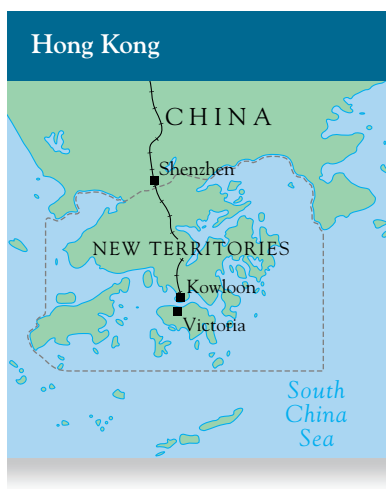 Hong Kong
CHINA
Shenzhen
NEW TERRITORIES
Kowloon
Victoria
South
China
Sea